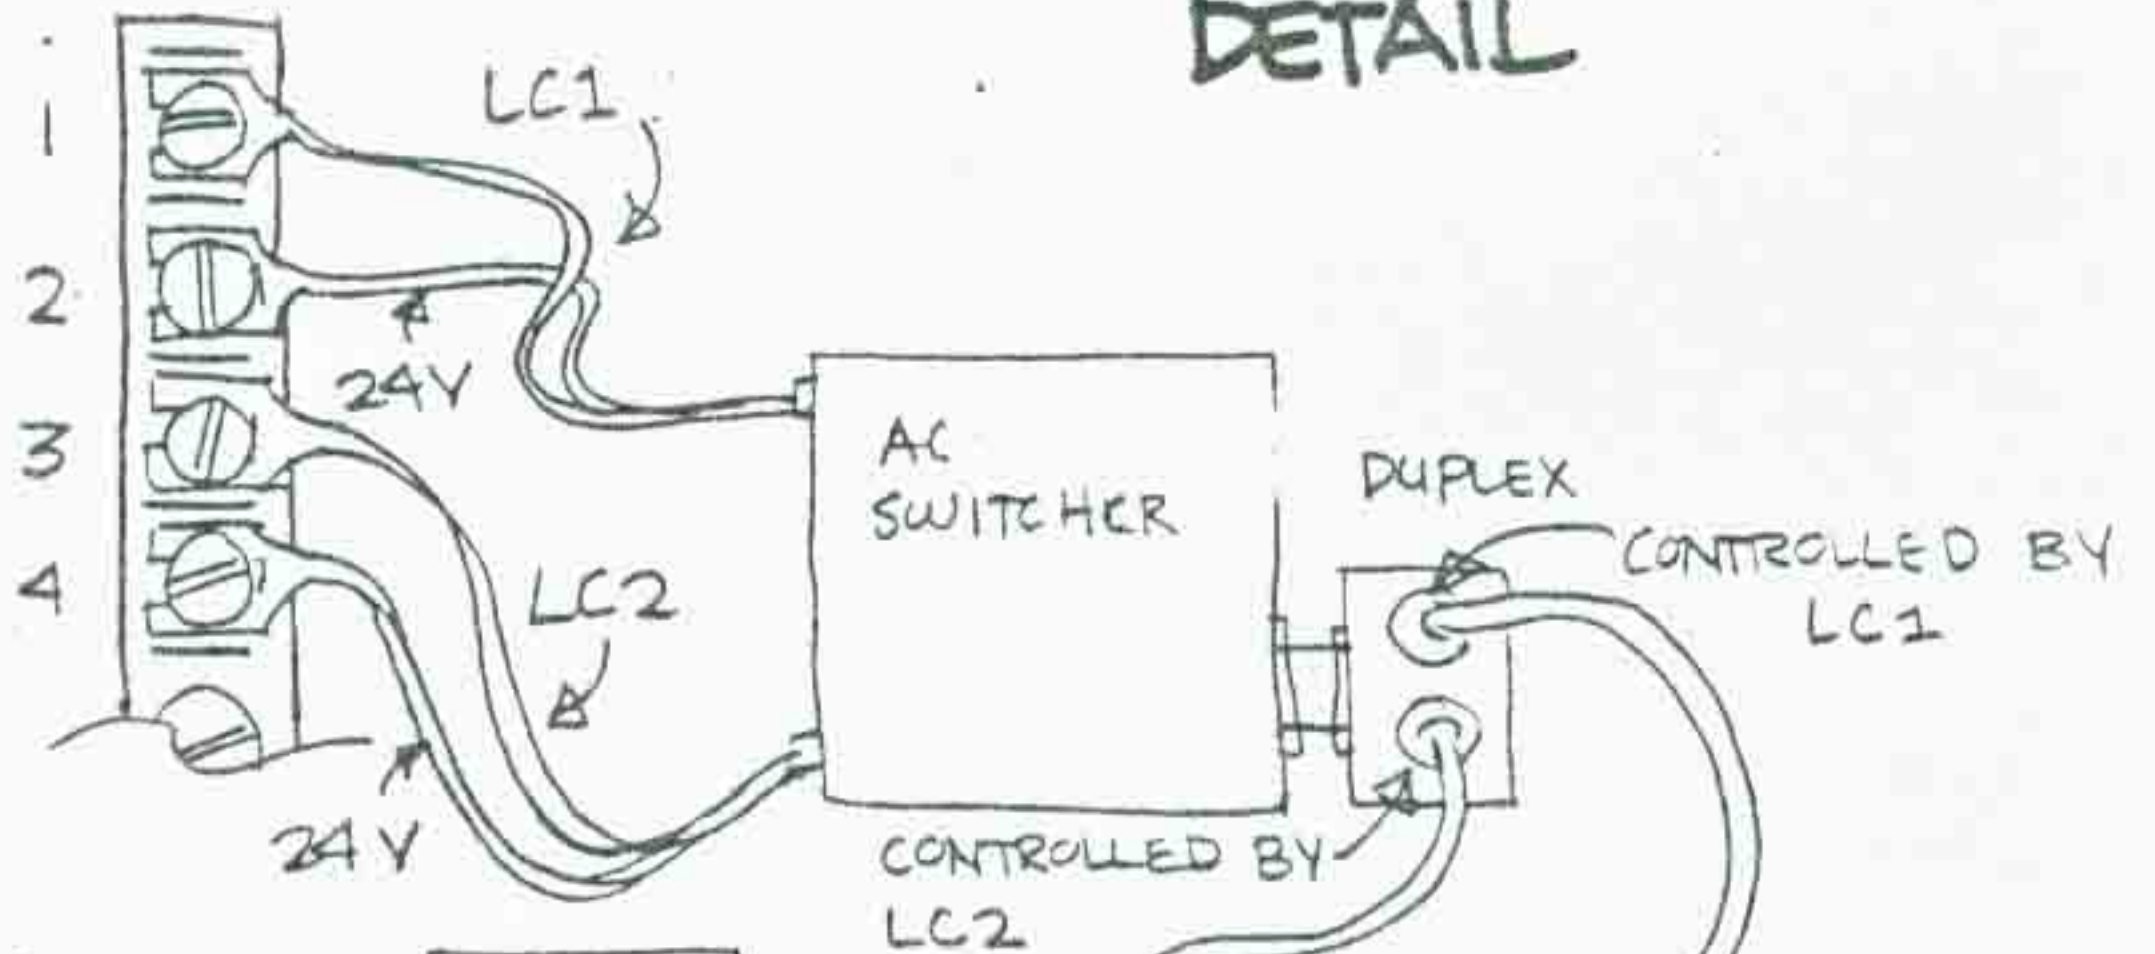 DETAIL
LC1
1
2
24V
3
4
AC
SWITCHER
DUPLEX
CONTROLLED BY
LC1
LC2
24V
CONTROLLED BY
LC2